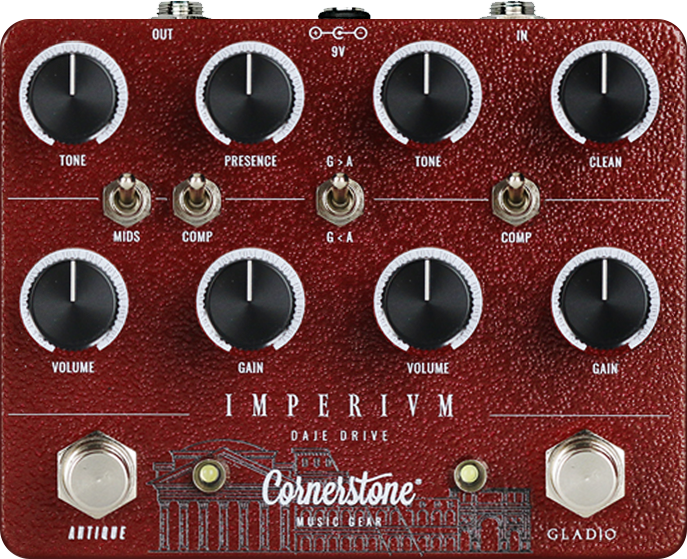 OUT
9V
IN
TONE
PRESENCE
G > A
TONE
CLEAN
MIDS
COMP
G < A
COMP
VOLUME
GAIN
VOLUME
GAIN
IMPERIVM
DAJE DRIVE
Cornerstone
MUSIC GEAR
ANTIQUE
GLADIO